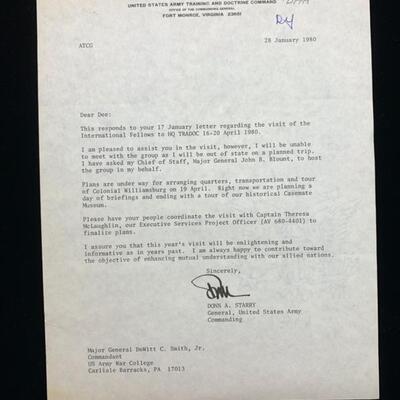 UNITED STATES ARMY TRAINING AND DOCTRINE COMMAND
OFFICE OF THE COMMANDING GENERAL
FORT MONROE, VIRGINIA 23651
ATCG
28 January 1980
Dear Dee:
This responds to your 17 January letter regarding the visit of the
International Fellows to HQ TRADOC 16-20 April 1980.
I am pleased to assist you in the visit, however, I will be unable
to meet with the group as I will be out of state on a planned trip.
I have asked my Chief of Staff, Major General John B. Blount, to host
the group in my behalf.
Plans are under way for arranging quarters, transportation and tour
of Colonial Williamsburg on 19 April. Right now we are planning a
day of briefings and ending with a tour of our historical Casemate
Museum.
Please have your people coordinate the visit with Captain Theresa
McLaughlin, our Executive Services Project Officer (AV 680-4401) to
finalize plans.
I assure you that this year's visit will be enlightening and
informative as in years past. I am always happy to contribute toward
the objective of enhancing mutual understanding with our allied nations.
Sincerely,
DONN A. STARRY
General, United States Army
Commanding
Major General DeWitt C. Smith, Jr.
Commandant
US Army War College
Carlisle Barracks, PA 17013